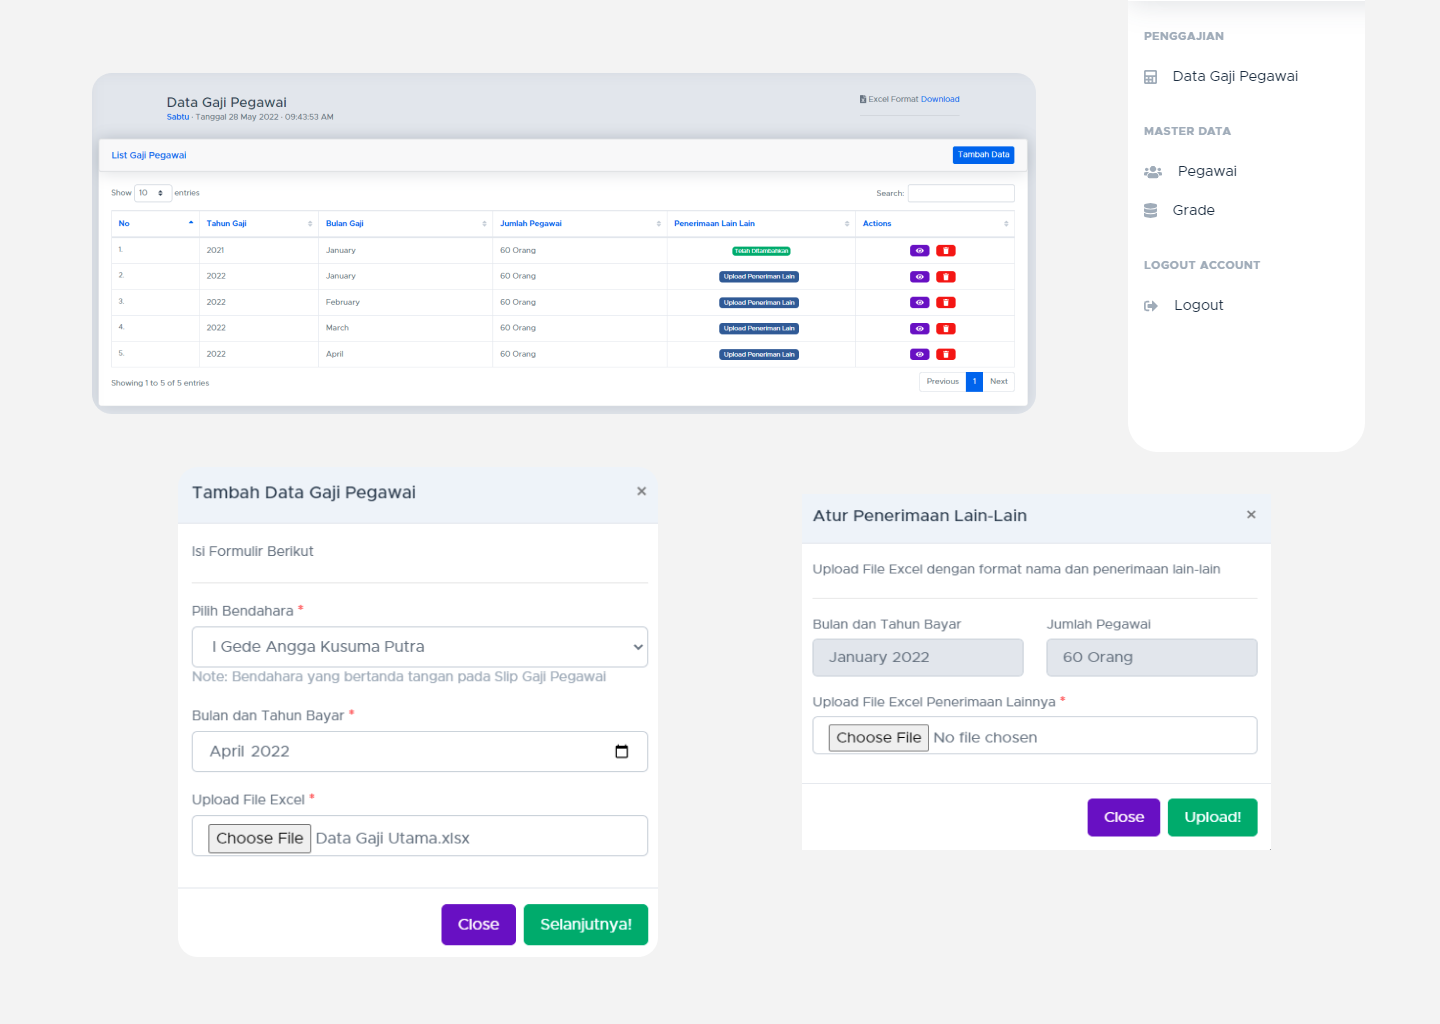 PENGGAJIAN
Data Gaji Pegawai
MASTER DATA
Pegawai
Grade
LOGOUT ACCOUNT
Logout
Data Gaji Pegawai
Sabtu · Tanggal 28 May 2022 · 09:43:53 AM
Excel Format Download
List Gaji Pegawai
Tambah Data
Show 10 entries
Search:
No Tahun Gaji Bulan Gaji Jumlah Pegawai Penerimaan Lain Lain Actions
1. 2021 January 60 Orang Telah Ditambahkan
2. 2022 January 60 Orang Upload Peneriman Lain
3. 2022 February 60 Orang Upload Peneriman Lain
4. 2022 March 60 Orang Upload Peneriman Lain
5. 2022 April 60 Orang Upload Peneriman Lain
Showing 1 to 5 of 5 entries
Previous 1 Next
Tambah Data Gaji Pegawai ×
Isi Formulir Berikut
Pilih Bendahara *
I Gede Angga Kusuma Putra
Note: Bendahara yang bertanda tangan pada Slip Gaji Pegawai
Bulan dan Tahun Bayar *
April 2022
Upload File Excel *
Choose File Data Gaji Utama.xlsx
Close Selanjutnya!
Atur Penerimaan Lain-Lain ×
Upload File Excel dengan format nama dan penerimaan lain-lain
Bulan dan Tahun Bayar Jumlah Pegawai
January 2022 60 Orang
Upload File Excel Penerimaan Lainnya *
Choose File No file chosen
Close Upload!